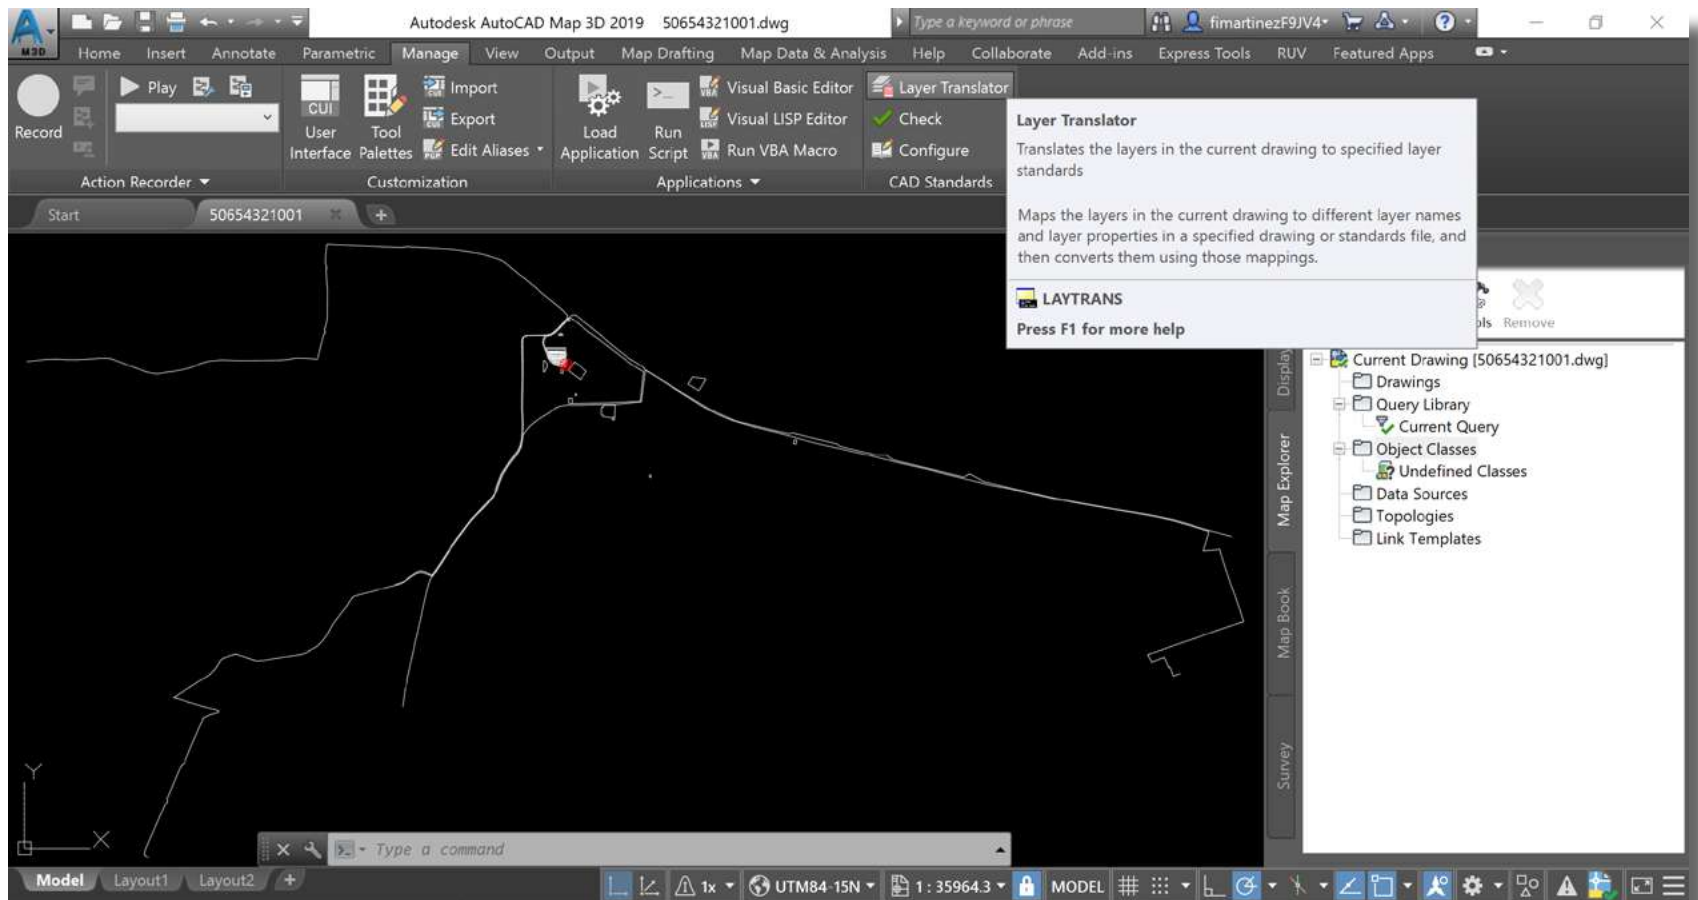 Autodesk AutoCAD Map 3D 2019 50654321001.dwg
Type a keyword or phrase
fimartinezF9JV4
M3D
Home Insert Annotate Parametric Manage View Output Map Drafting Map Data & Analysis Help Collaborate Add-ins Express Tools RUV Featured Apps
Record
Play
CUI
User
Interface
Tool
Palettes
Import
Export
Edit Aliases
Load
Application
Run
Script
Visual Basic Editor
Visual LISP Editor
Run VBA Macro
Layer Translator
Check
Configure
Action Recorder
Customization
Applications
CAD Standards
Layer Translator
Translates the layers in the current drawing to specified layer
standards
Maps the layers in the current drawing to different layer names
and layer properties in a specified drawing or standards file, and
then converts them using those mappings.
LAYTRANS
Press F1 for more help
Start
50654321001
Remove
Current Drawing [50654321001.dwg]
Drawings
Query Library
Current Query
Object Classes
Undefined Classes
Data Sources
Topologies
Link Templates
Display
Map Explorer
Map Book
Survey
Y
X
Type a command
Model Layout1 Layout2
1x
UTM84-15N
1 : 35964.3
MODEL